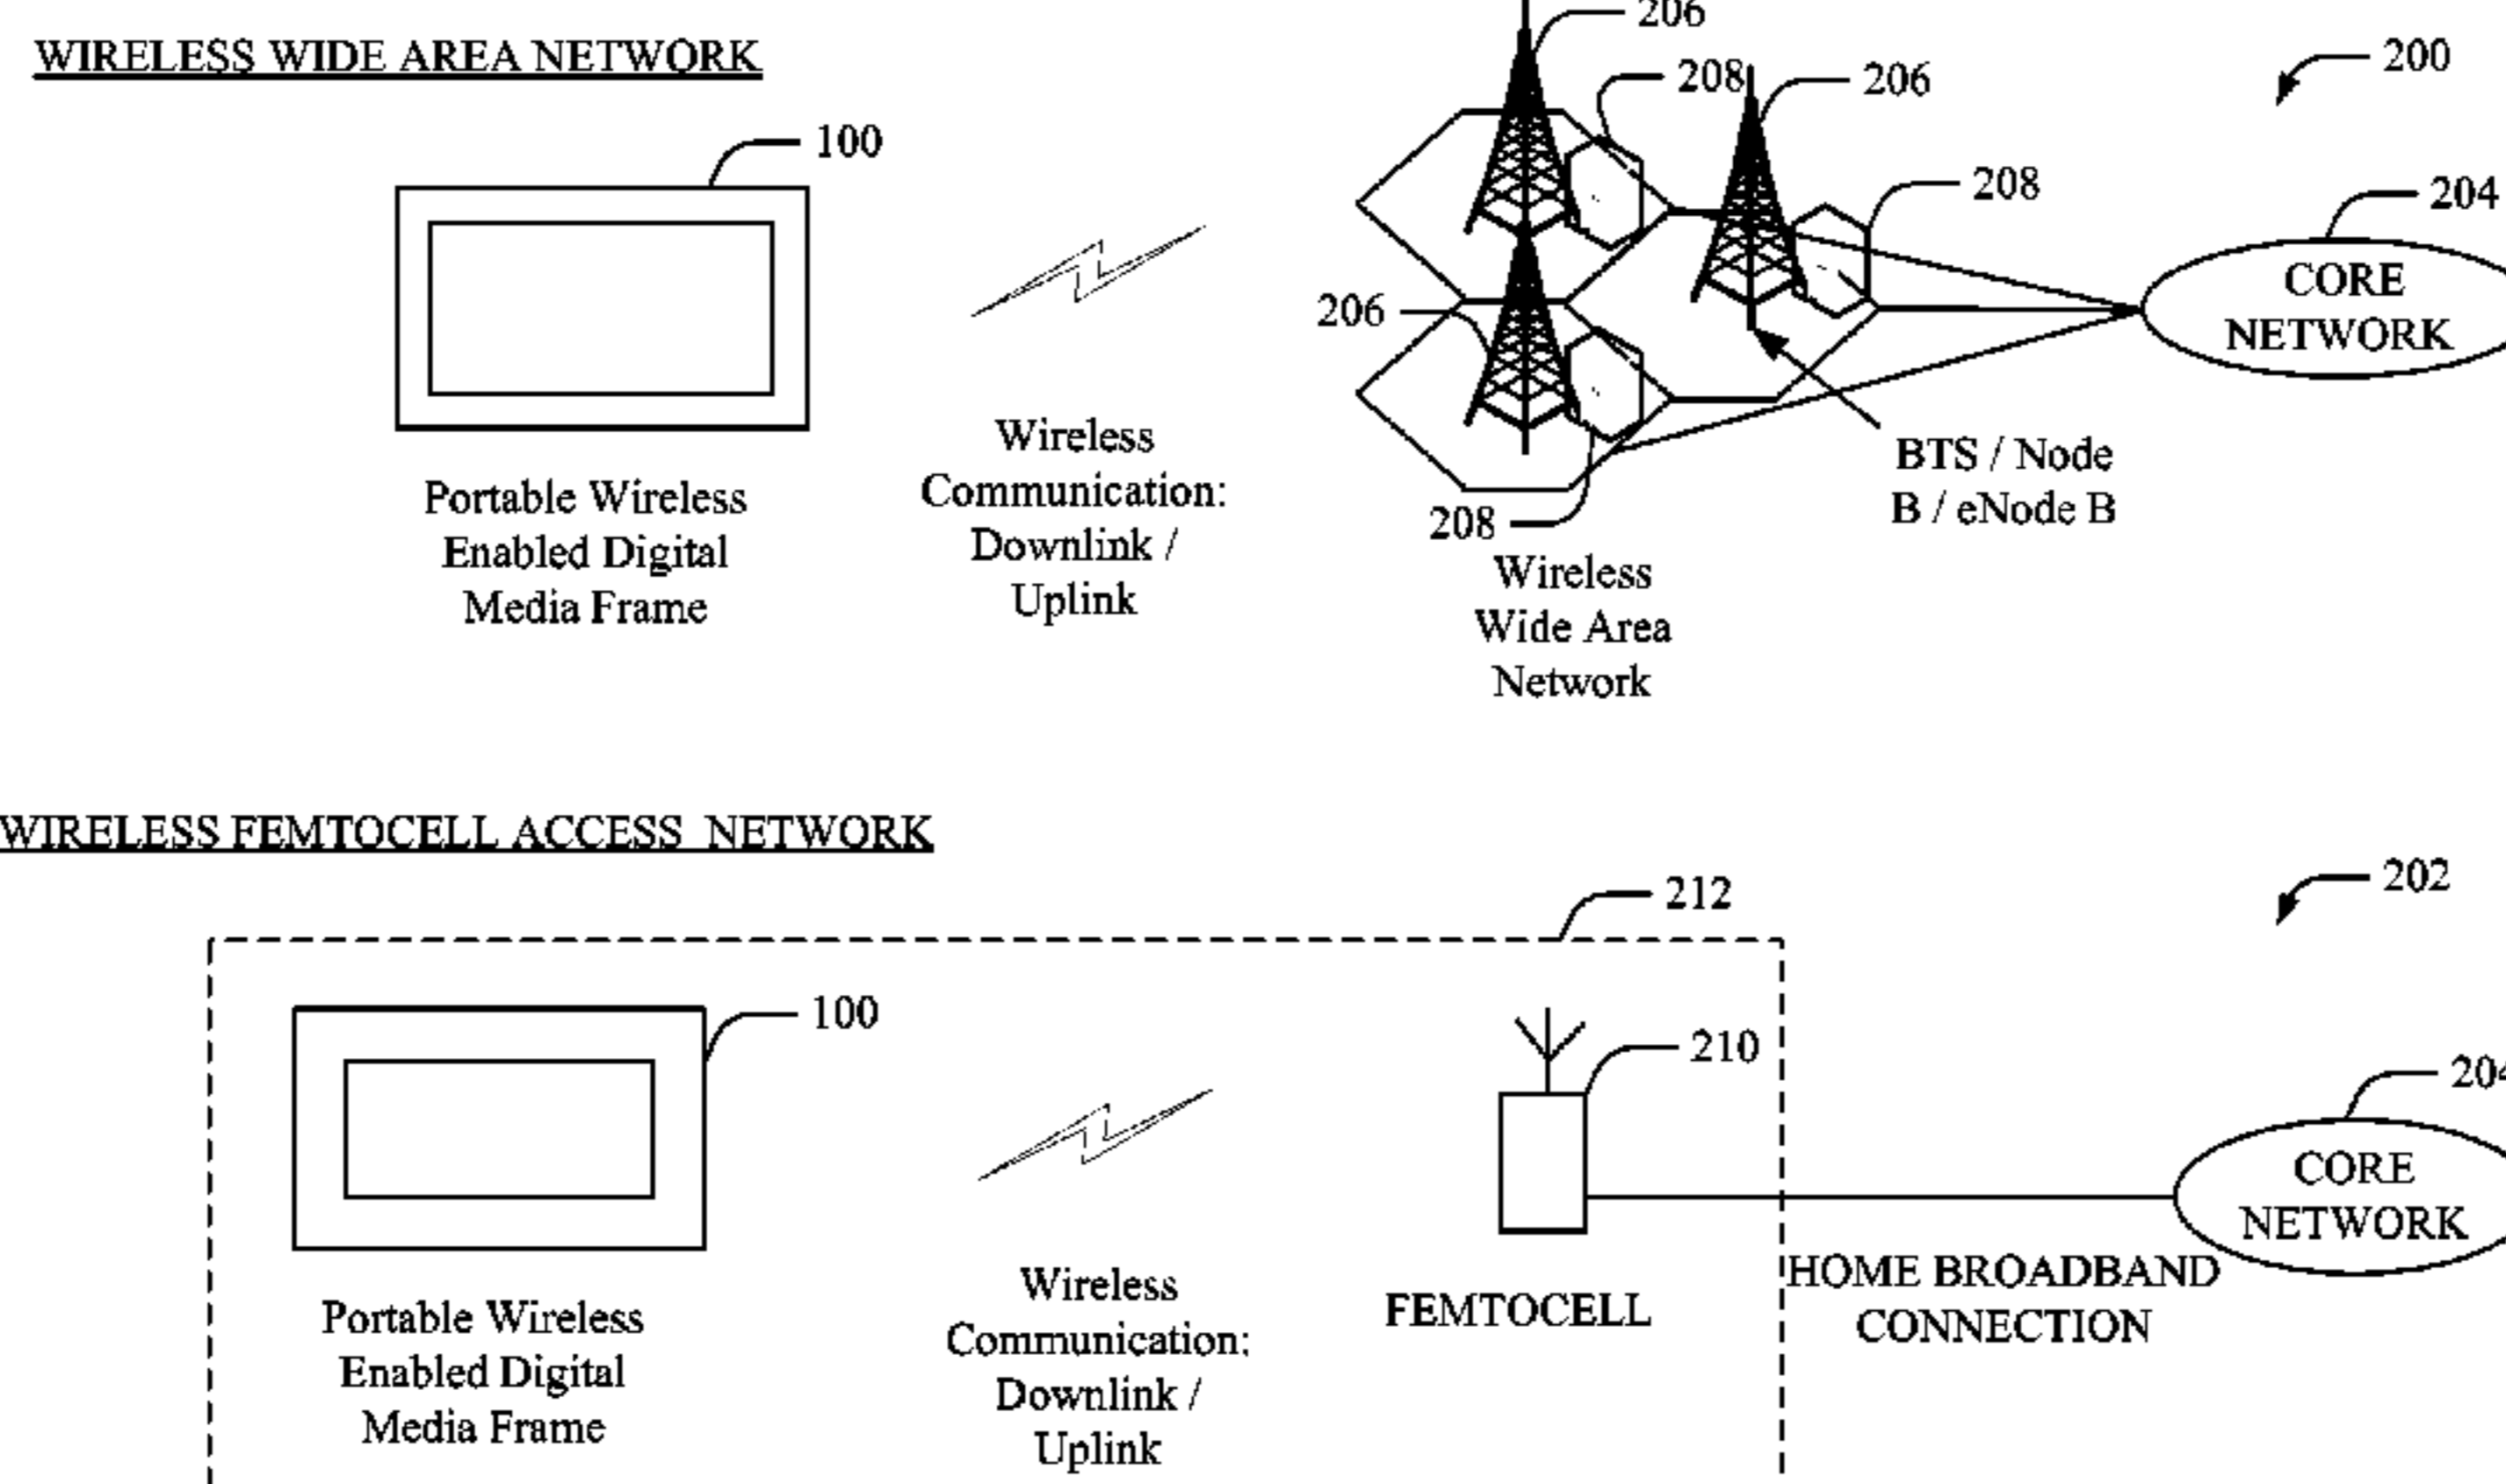 WIRELESS WIDE AREA NETWORK
206
208
206
200
100
208
204
CORE
NETWORK
206
Wireless
Communication:
Downlink /
Uplink
BTS / Node
B / eNode B
Portable Wireless
Enabled Digital
Media Frame
208
Wireless
Wide Area
Network
WIRELESS FEMTOCELL ACCESS NETWORK
202
212
100
210
204
CORE
NETWORK
HOME BROADBAND
CONNECTION
FEMTOCELL
Wireless
Communication:
Downlink /
Uplink
Portable Wireless
Enabled Digital
Media Frame